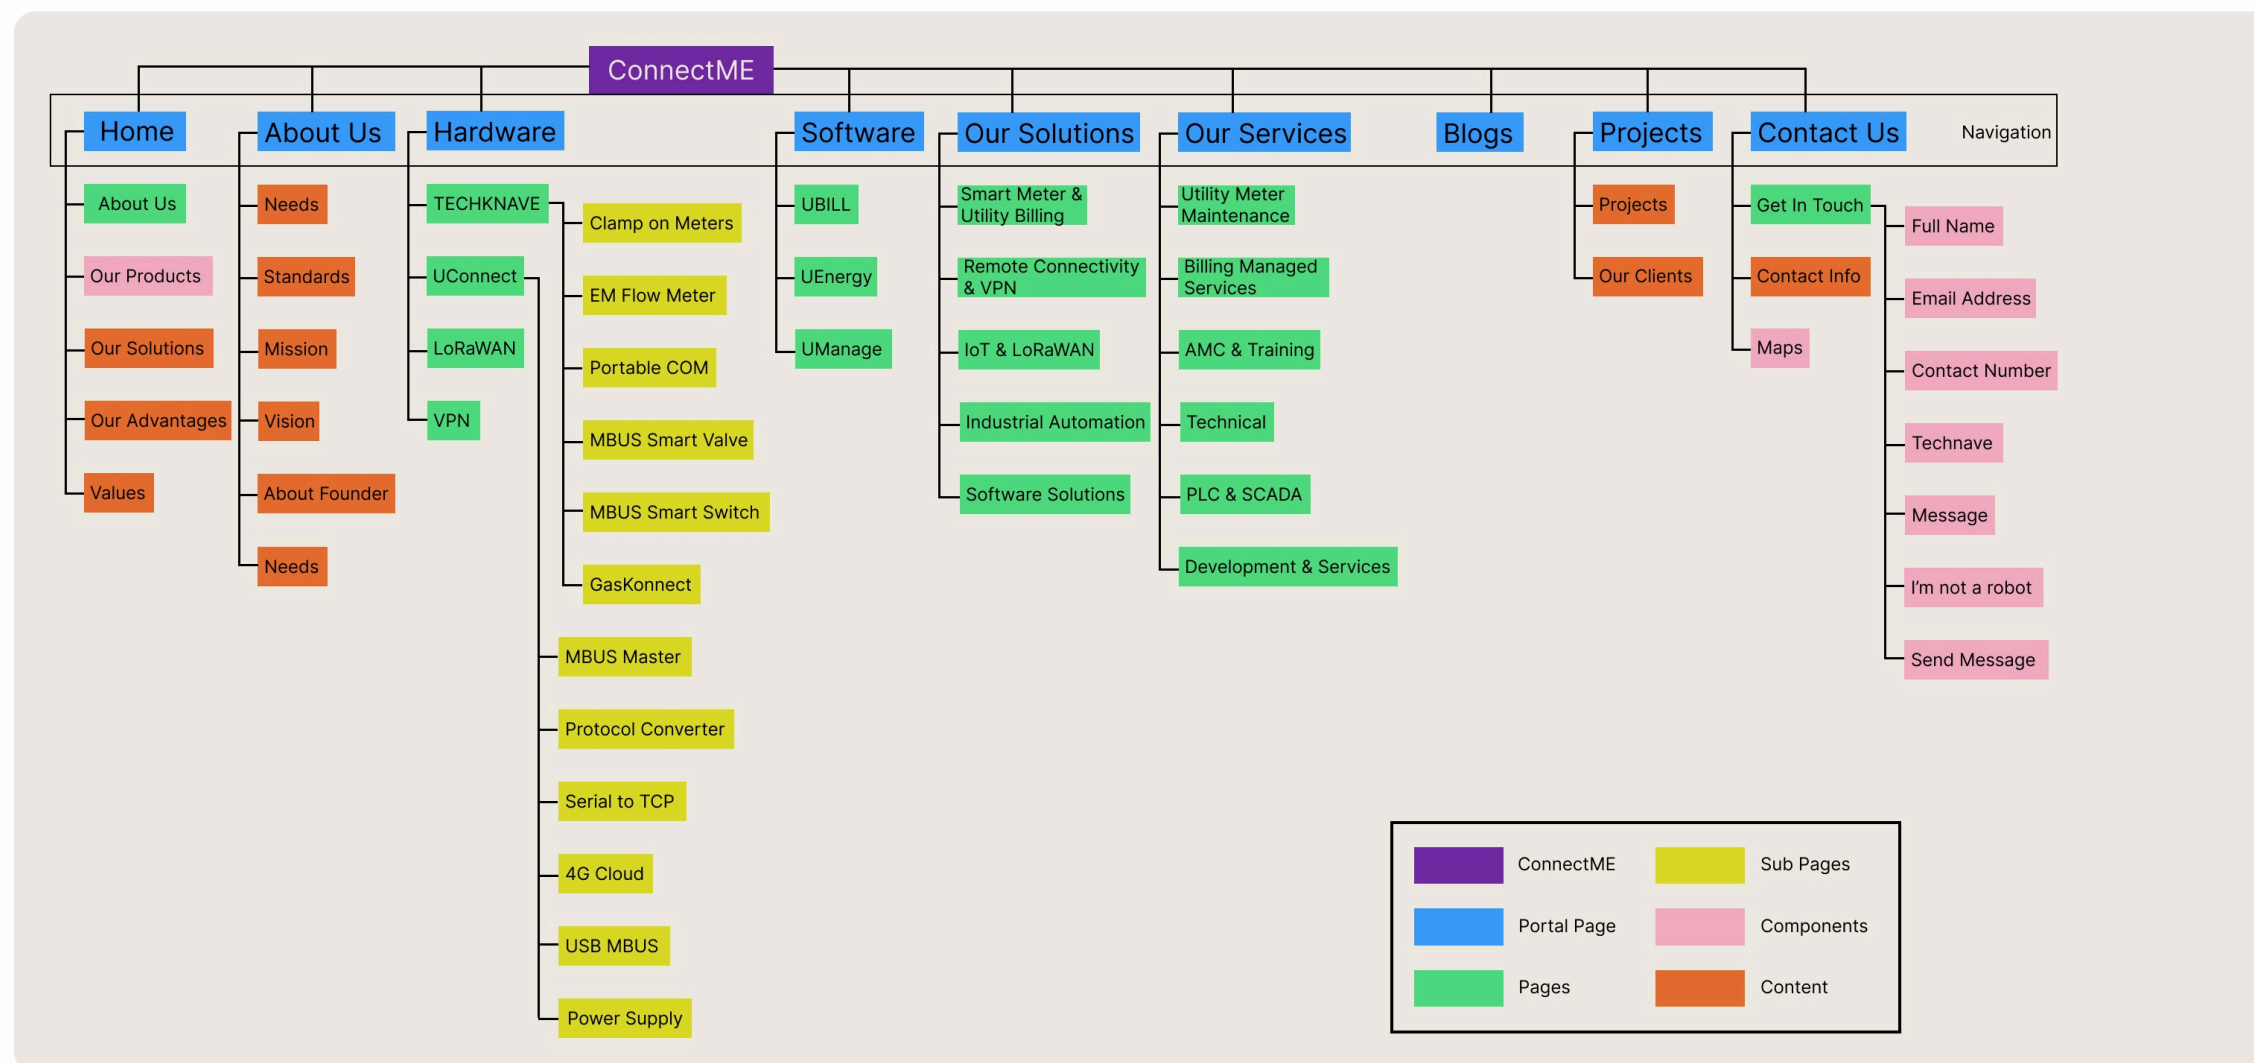 ConnectME
Home
About Us
Hardware
Software
Our Solutions
Our Services
Blogs
Projects
Contact Us
Navigation
About Us
Our Products
Our Solutions
Our Advantages
Values
Needs
Standards
Mission
Vision
About Founder
Needs
TECHKNAVE
UConnect
LoRaWAN
VPN
Clamp on Meters
EM Flow Meter
Portable COM
MBUS Smart Valve
MBUS Smart Switch
GasKonnect
MBUS Master
Protocol Converter
Serial to TCP
4G Cloud
USB MBUS
Power Supply
UBILL
UEnergy
UManage
Smart Meter &
Utility Billing
Remote Connectivity
& VPN
IoT & LoRaWAN
Industrial Automation
Software Solutions
Utility Meter
Maintenance
Billing Managed
Services
AMC & Training
Technical
PLC & SCADA
Development & Services
Projects
Our Clients
Get In Touch
Contact Info
Maps
Full Name
Email Address
Contact Number
Technave
Message
I’m not a robot
Send Message
ConnectME
Portal Page
Pages
Sub Pages
Components
Content